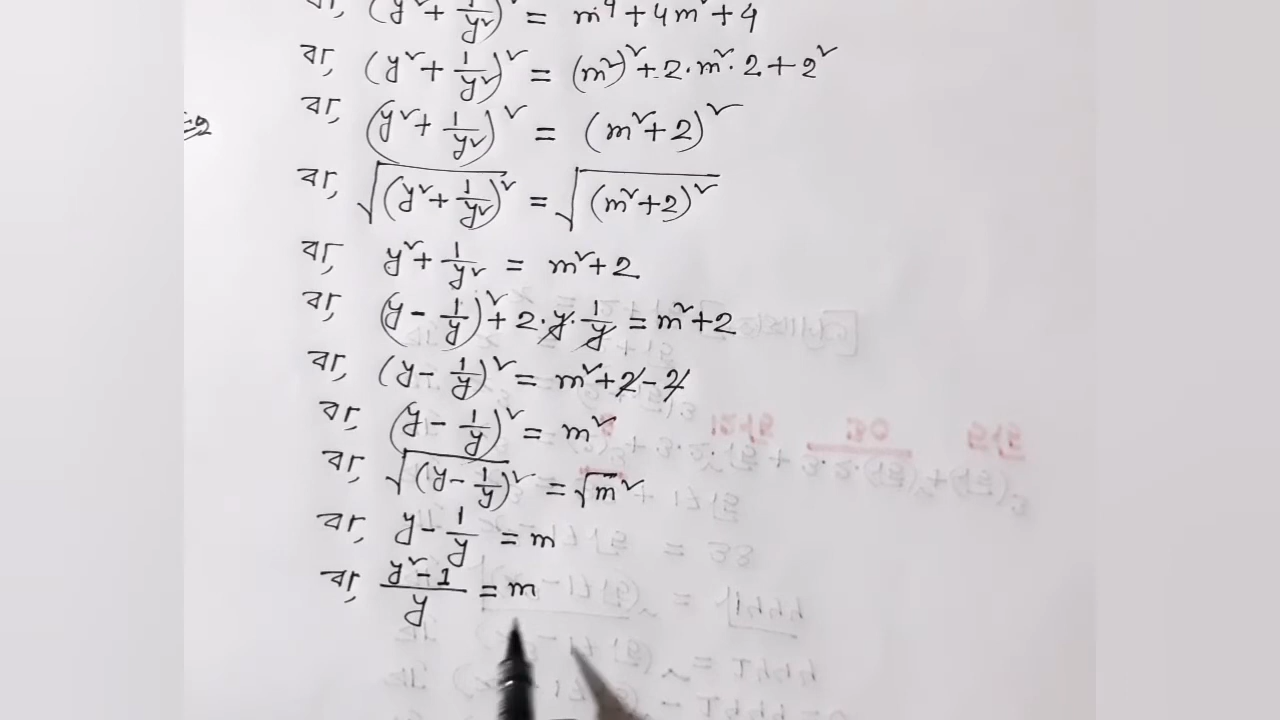 বা, (y² + 1/y²)² = m⁴ + 4m² + 4
বা, (y² + 1/y²)² = (m²)² + 2·m²·2 + 2²
বা, (y² + 1/y²)² = (m² + 2)²
বা, √(y² + 1/y²)² = √(m² + 2)²
বা, y² + 1/y² = m² + 2
বা, (y - 1/y)² + 2·y·1/y = m² + 2
বা, (y - 1/y)² = m² + 2 - 2
বা, (y - 1/y)² = m²
বা, √(y - 1/y)² = √m²
বা, y - 1/y = m
বা, y² - 1/y = m